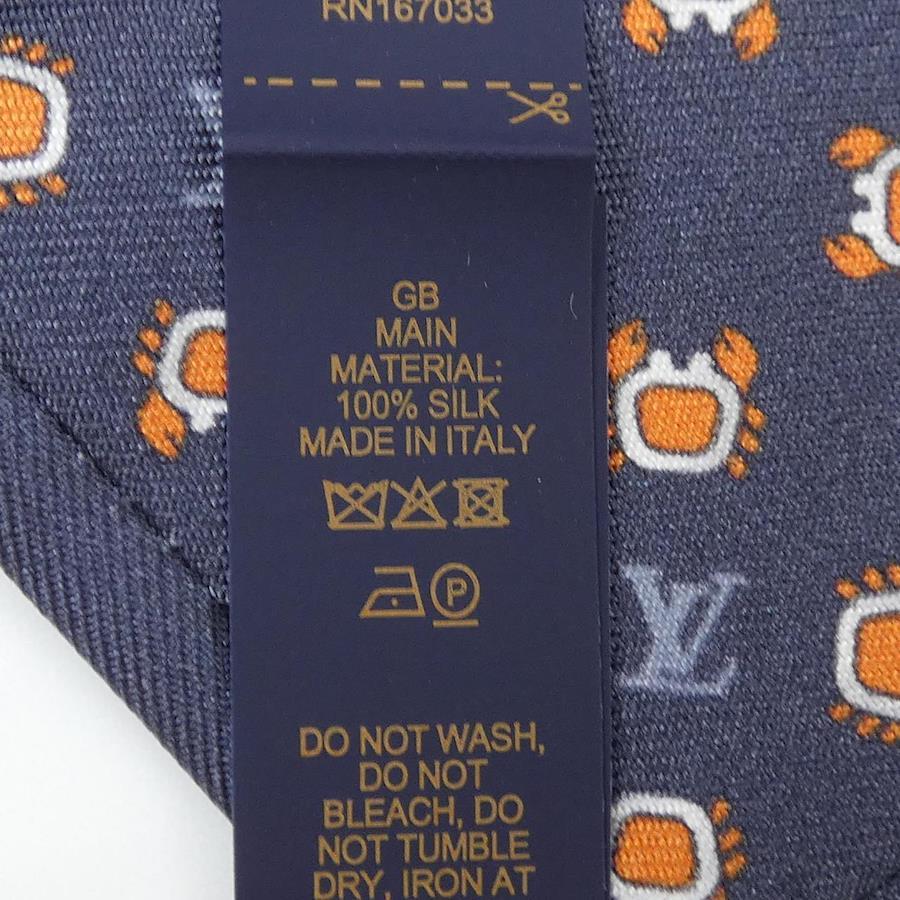 RN167033
GB
MAIN
MATERIAL:
100% SILK
MADE IN ITALY
P
LV
DO NOT WASH,
DO NOT
BLEACH, DO
NOT TUMBLE
DRY, IRON AT